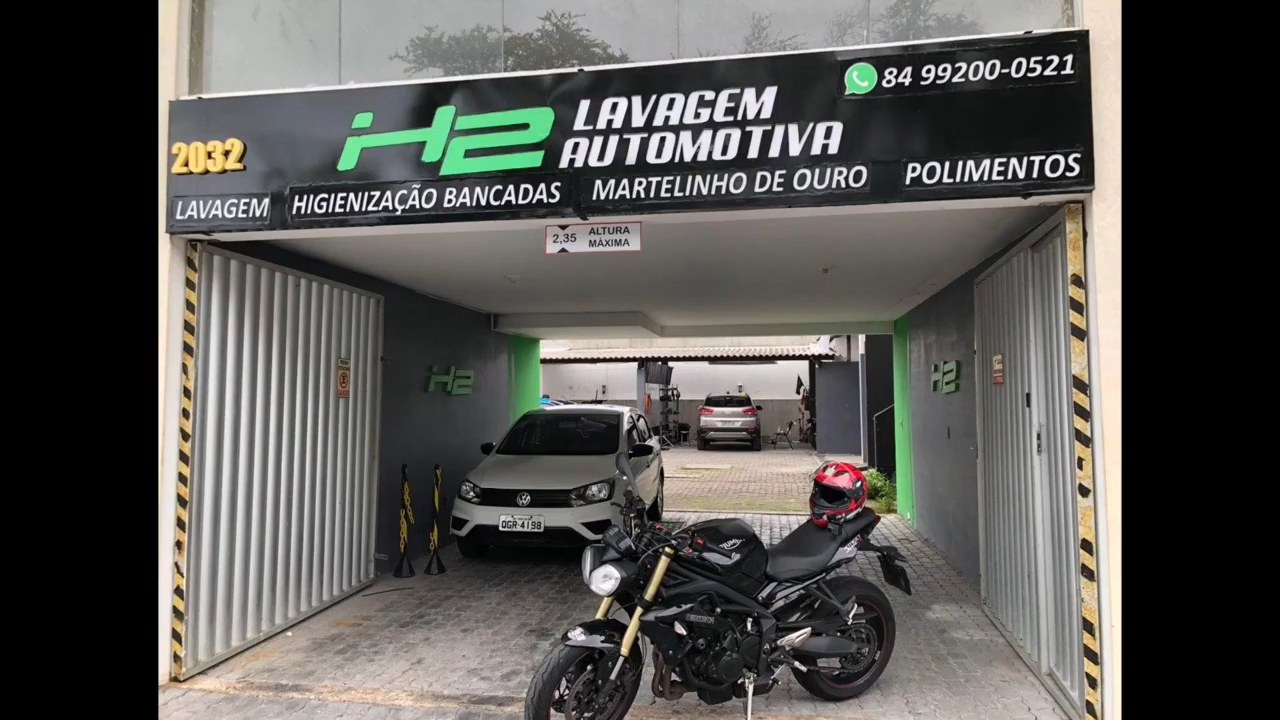 84 99200-0521
H2 LAVAGEM
AUTOMOTIVA
2032
LAVAGEM HIGIENIZAÇÃO BANCADAS MARTELINHO DE OURO POLIMENTOS
2,35 ALTURA
MÁXIMA
H2
H2
QGR-4198